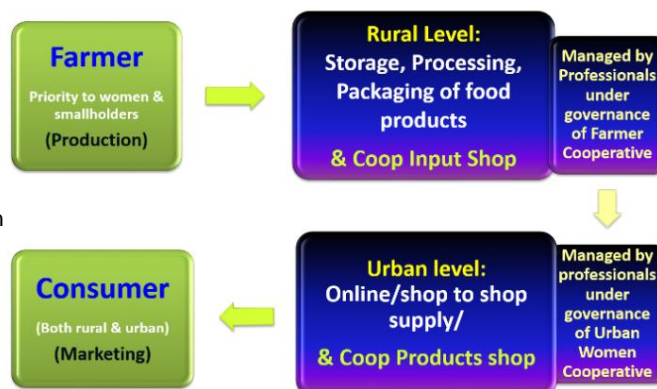 Farmer
Priority to women &
smallholders
(Production)
Rural Level:
Storage, Processing,
Packaging of food
products
& Coop Input Shop
Managed by
Professionals
under
governance
of Farmer
Cooperative
Urban level:
Online/shop to shop
supply/
& Coop Products shop
Managed by
professionals
under
governance
of Urban
Women
Cooperative
Consumer
(Both rural & urban)
(Marketing)